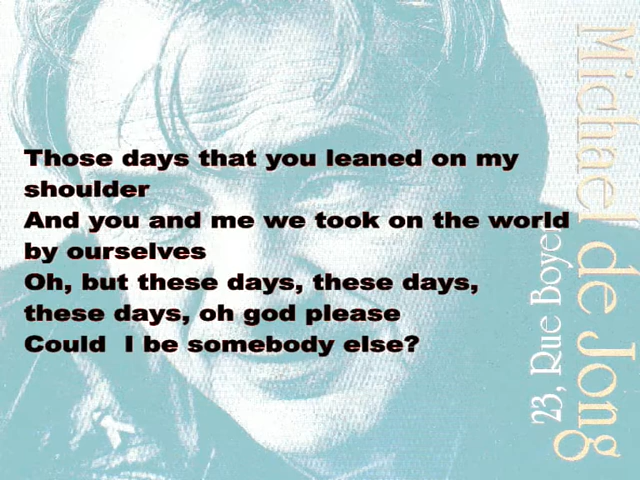 Those days that you leaned on my
shoulder
And you and me we took on the world
by ourselves
Oh, but these days, these days,
these days, oh god please
Could  I be somebody else?
23, Rue Boyer
Michael de Jong